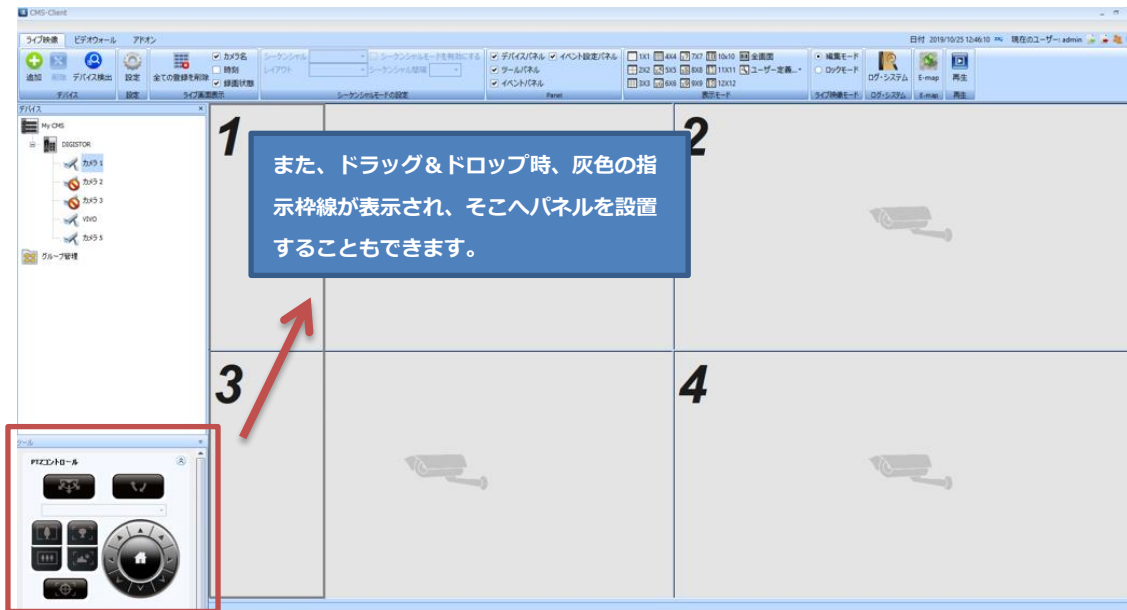 CMS-Client
ライブ映像 ビデオウォール アドオン
日付 2019/10/25 12:46:10 現在のユーザー: admin
追加 削除 デバイス検出 設定 全ての登録を削除
カメラ名
時刻
録画状態
シーケンシャル
レイアウト
シーケンシャルモードを有効にする
シーケンシャル間隔
デバイスパネル イベント設定パネル
ツールパネル
イベントパネル
1X1 4X4 7X7 10x10 全画面
2X2 5X5 8X8 11X11 ユーザー定義...
3X3 6X6 9X9 12X12
編集モード
ロックモード
ログ・システム E-map 再生
デバイス 設定 ライブ画面表示 シーケンシャルモードの設定 Panel 表示モード ライブ映像モード ログ・システム E-map 再生
デバイス
My CMS
DIGISTOR
カメラ 1
カメラ 2
カメラ 3
VIVO
カメラ 5
グループ管理
1
2
また、ドラッグ&ドロップ時、灰色の指
示枠線が表示され、そこへパネルを設置
することもできます。
3
4
ツール
PTZコントロール